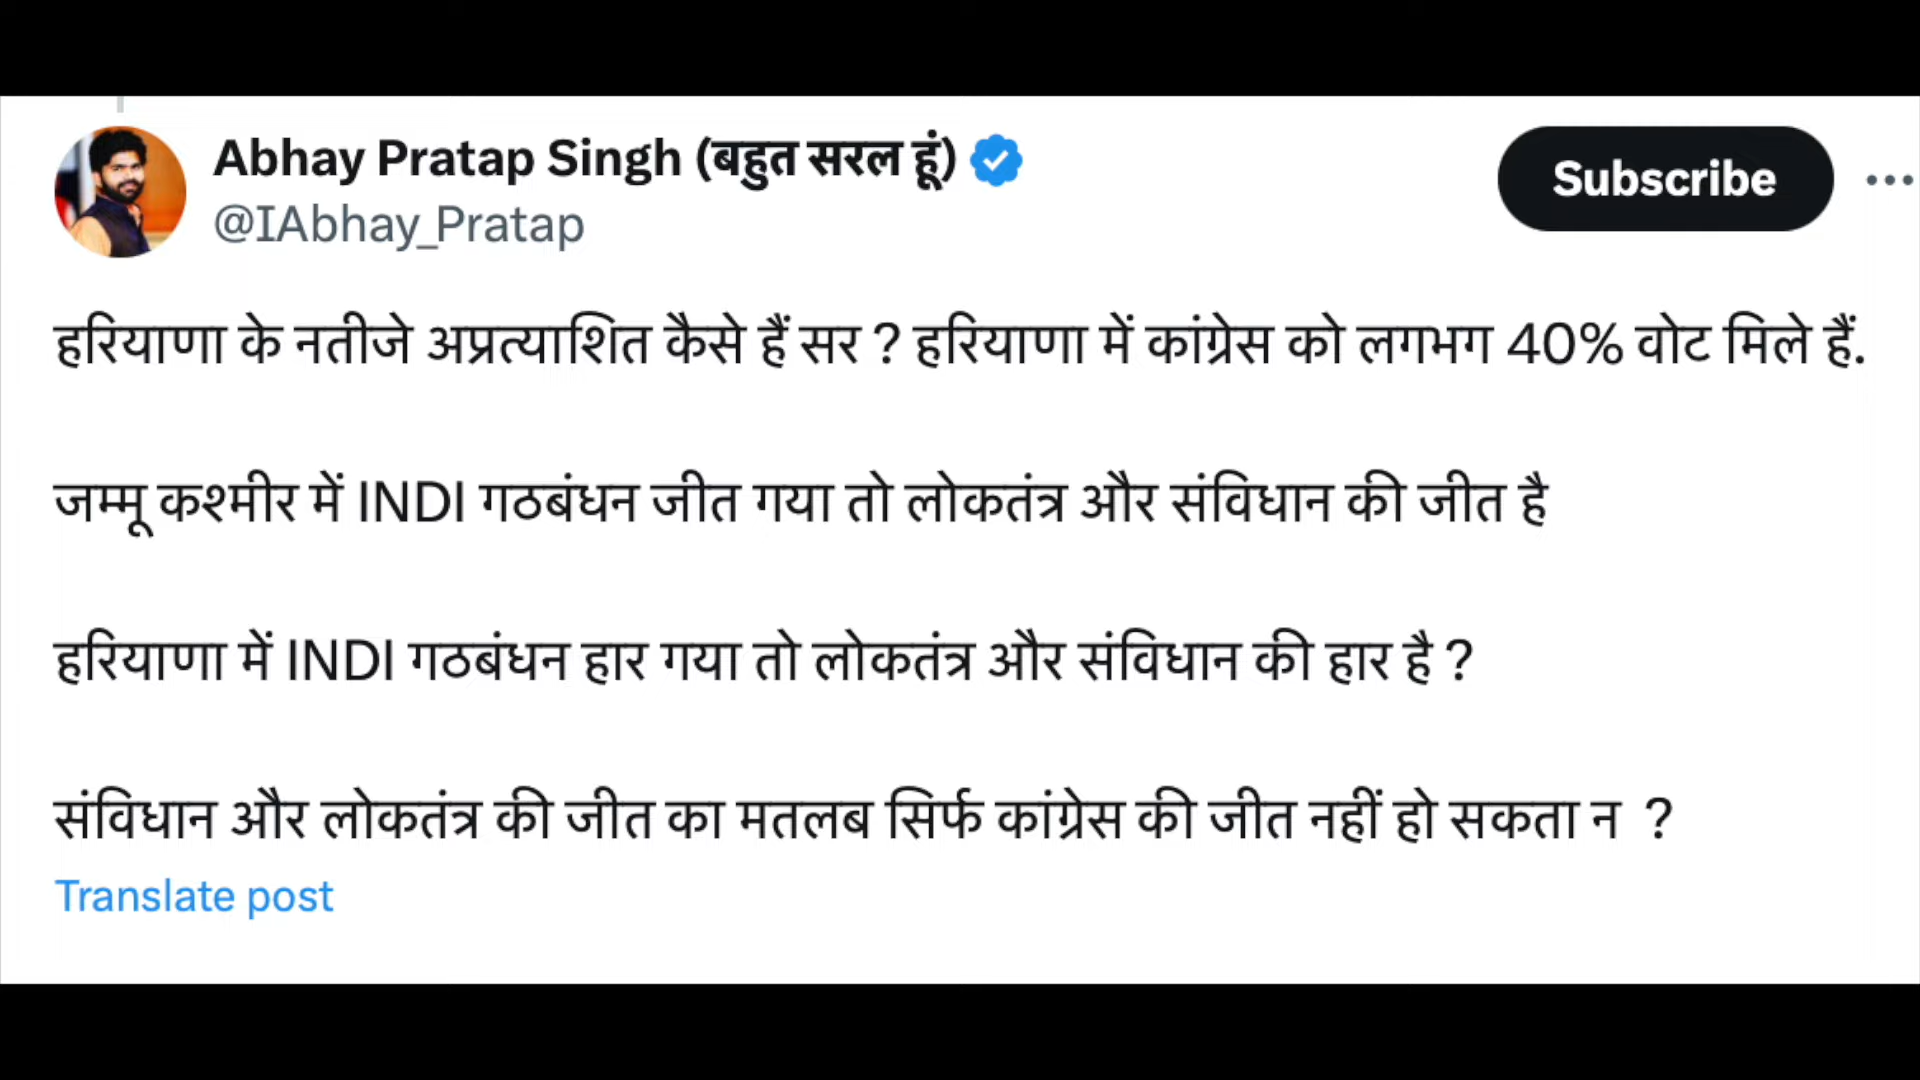 Abhay Pratap Singh (बहुत सरल हूं)
Subscribe
@IAbhay_Pratap
हरियाणा के नतीजे अप्रत्याशित कैसे हैं सर ? हरियाणा में कांग्रेस को लगभग 40% वोट मिले हैं.
जम्मू कश्मीर में INDI गठबंधन जीत गया तो लोकतंत्र और संविधान की जीत है
हरियाणा में INDI गठबंधन हार गया तो लोकतंत्र और संविधान की हार है ?
संविधान और लोकतंत्र की जीत का मतलब सिर्फ कांग्रेस की जीत नहीं हो सकता न ?
Translate post